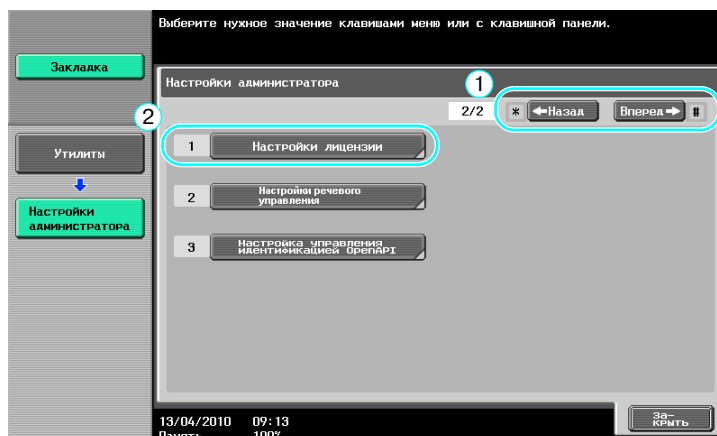 Выберите нужное значение клавишами меню или с клавишной панели.
Закладка
Настройки администратора
1
2/2 * Назад Вперед #
2
1 Настройки лицензии
Утилиты
2 Настройки речевого
управления
Настройки
администратора
3 Настройка управления
идентификацией OpenAPI
За-
крыть
13/04/2010 09:13
Память 100%